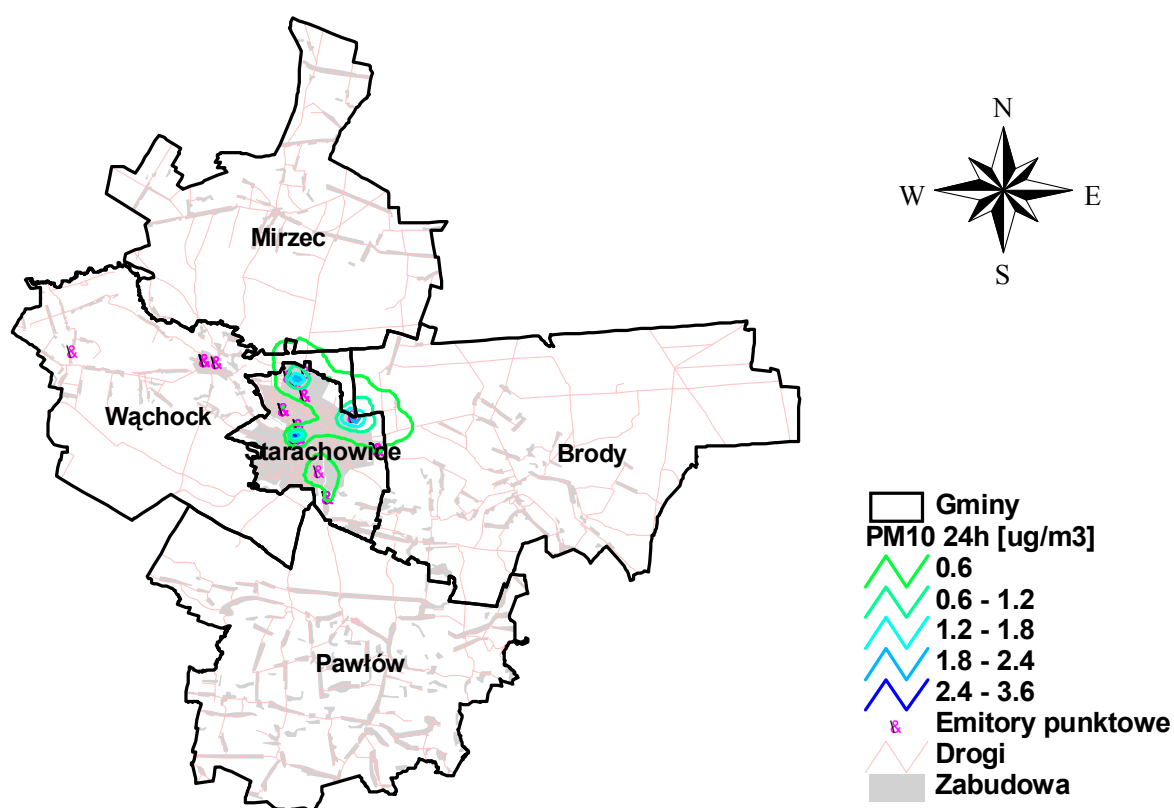 N
W
E
S
Mirzec
Wąchock
Starachowice
Brody
Pawłów
Gminy
PM10 24h [ug/m3]
0.6
0.6 - 1.2
1.2 - 1.8
1.8 - 2.4
2.4 - 3.6
Emitory punktowe
Drogi
Zabudowa